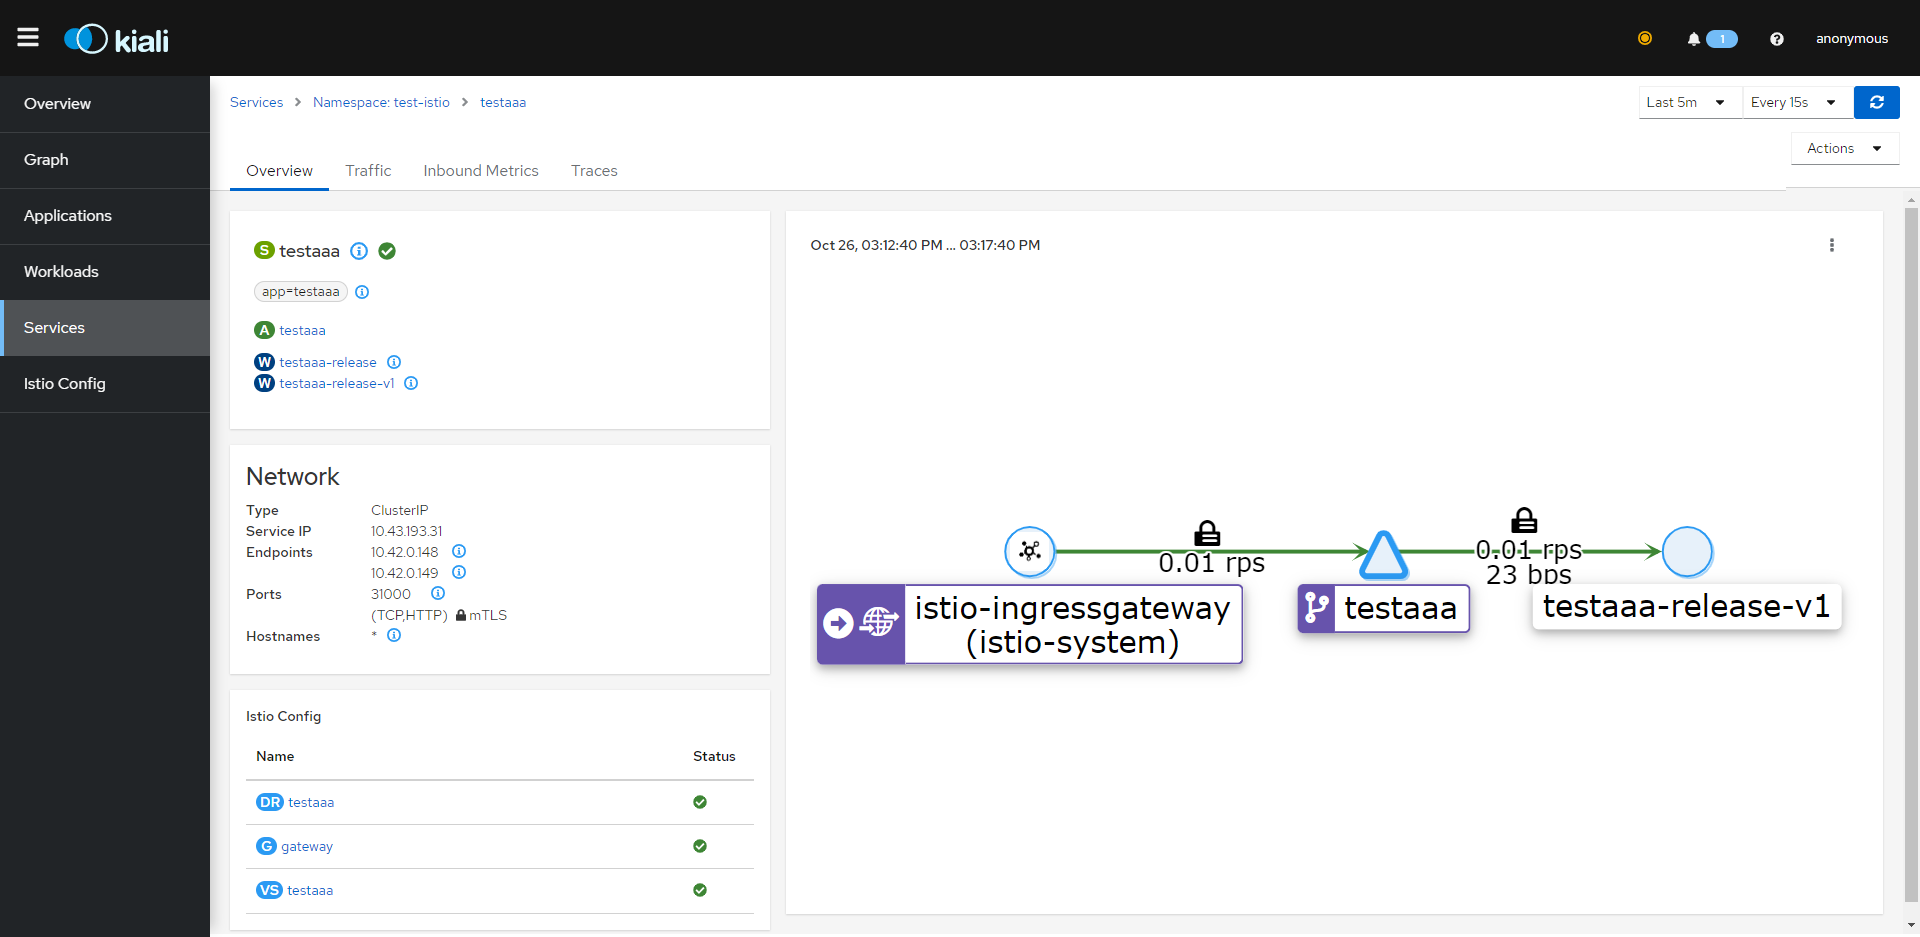 kiali
1
anonymous
Overview
Graph
Applications
Workloads
Services
Istio Config
Services > Namespace: test-istio > testaaa
Last 5m
Every 15s
Actions
Overview Traffic Inbound Metrics Traces
S testaaa
app=testaaa
A testaaa
W testaaa-release
W testaaa-release-v1
Network
Type ClusterIP
Service IP 10.43.193.31
Endpoints 10.42.0.148
10.42.0.149
Ports 31000
(TCP,HTTP) mTLS
Hostnames *
Istio Config
Name Status
DR testaaa
G gateway
VS testaaa
Oct 26, 03:12:40 PM ... 03:17:40 PM
0.01 rps
0.01 rps
23 bps
istio-ingressgateway
(istio-system)
testaaa
testaaa-release-v1